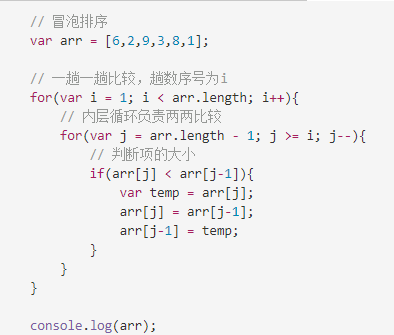 // 冒泡排序
var arr = [6,2,9,3,8,1];
// 一趟一趟比较，趟数序号为i
for(var i = 1; i < arr.length; i++){
// 内层循环负责两两比较
for(var j = arr.length - 1; j >= i; j--){
// 判断项的大小
if(arr[j] < arr[j-1]){
var temp = arr[j];
arr[j] = arr[j-1];
arr[j-1] = temp;
}
}
}
console.log(arr);